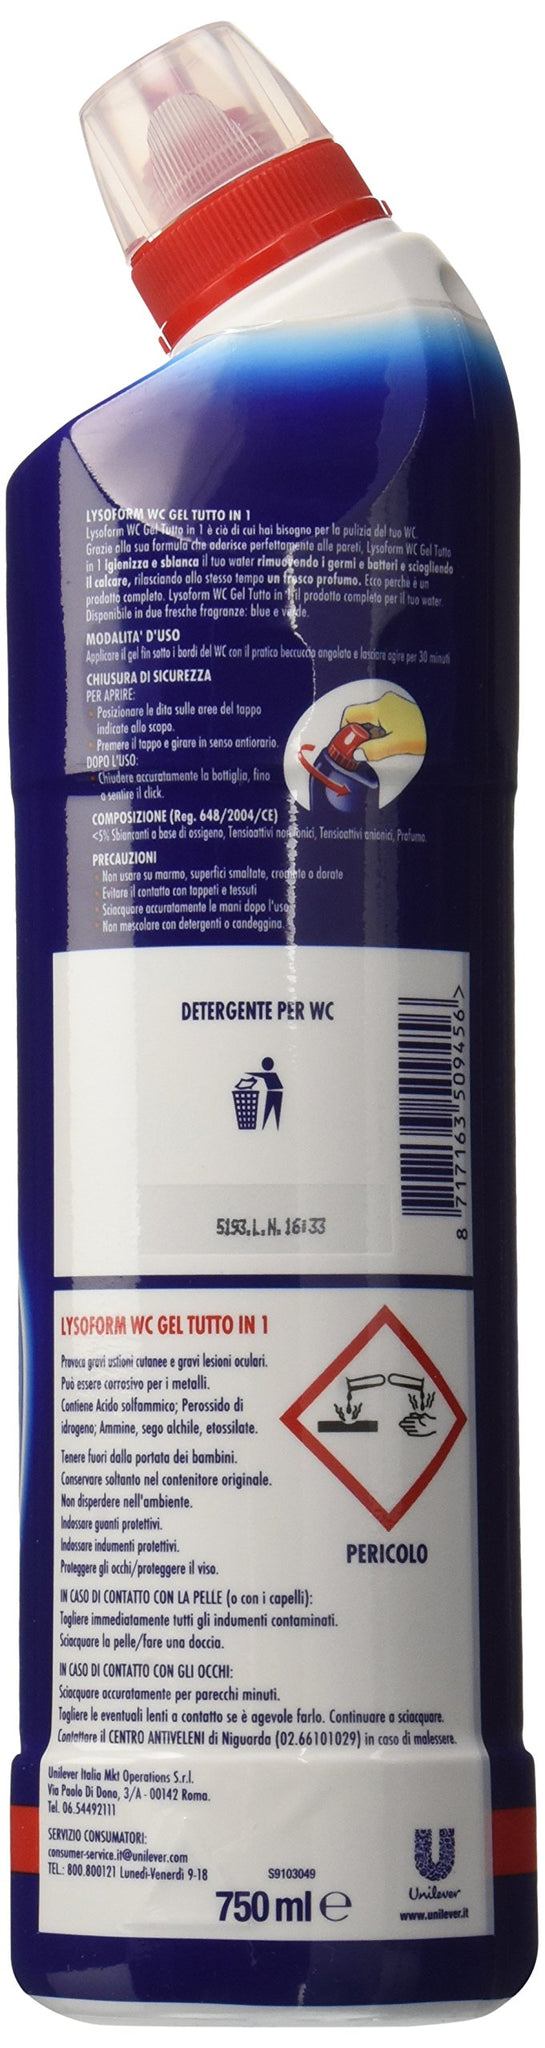 LYSOFORM WC GEL TUTTO IN 1
Lysoform WC Gel Tutto in 1 è ciò di cui hai bisogno per la pulizia del tuo WC.
Grazie alla sua formula che aderisce perfettamente alle pareti, Lysoform WC Gel Tutto
in 1 igienizza e sbianca il tuo water rimuovendo i germi e batteri e sciogliendo
il calcare, rilasciando allo stesso tempo un fresco profumo. Ecco perchè è un
prodotto completo. Lysoform WC Gel Tutto in 1 il prodotto completo per il tuo water.
Disponibile in due fresche fragranze: blue e verde.
MODALITA' D'USO
Applicare il gel fin sotto i bordi del WC con il pratico beccuccio angolato e lasciare agire per 30 minuti
CHIUSURA DI SICUREZZA
PER APRIRE:
• Posizionare le dita sulle aree del tappo
indicate allo scopo.
• Premere il tappo e girare in senso antiorario.
DOPO L'USO:
• Chiudere accuratamente la bottiglia, fino
a sentire il click.
COMPOSIZIONE (Reg. 648/2004/CE)
<5% Sbiancanti a base di ossigeno, Tensioattivi non ionici, Tensioattivi anionici, Profumo.
PRECAUZIONI
• Non usare su marmo, superfici smaltate, cromate o dorate
• Evitare il contatto con tappeti e tessuti
• Sciacquare accuratamente le mani dopo l'uso
• Non mescolare con detergenti o candeggina.
DETERGENTE PER WC
8 717163 509456 >
5193.L.N. 16:33
LYSOFORM WC GEL TUTTO IN 1
Provoca gravi ustioni cutanee e gravi lesioni oculari.
Può essere corrosivo per i metalli.
Contiene Acido solfammico; Perossido di
idrogeno; Ammine, sego alchile, etossilate.
Tenere fuori dalla portata dei bambini.
Conservare soltanto nel contenitore originale.
Non disperdere nell'ambiente.
Indossare guanti protettivi.
Indossare indumenti protettivi.
Proteggere gli occhi/proteggere il viso.
PERICOLO
IN CASO DI CONTATTO CON LA PELLE (o con i capelli):
Togliere immediatamente tutti gli indumenti contaminati.
Sciacquare la pelle/fare una doccia.
IN CASO DI CONTATTO CON GLI OCCHI:
Sciacquare accuratamente per parecchi minuti.
Togliere le eventuali lenti a contatto se è agevole farlo. Continuare a sciacquare.
Contattare il CENTRO ANTIVELENI di Niguarda (02.66101029) in caso di malessere.
Unilever Italia Mkt Operations S.r.l.
Via Paolo Di Dono, 3/A - 00142 Roma.
Tel. 06.54492111
SERVIZIO CONSUMATORI:
consumer-service.it@unilever.com
TEL.: 800.800121 Lunedì-Venerdì 9-18
S9103049
750 ml e
Unilever
www.unilever.it